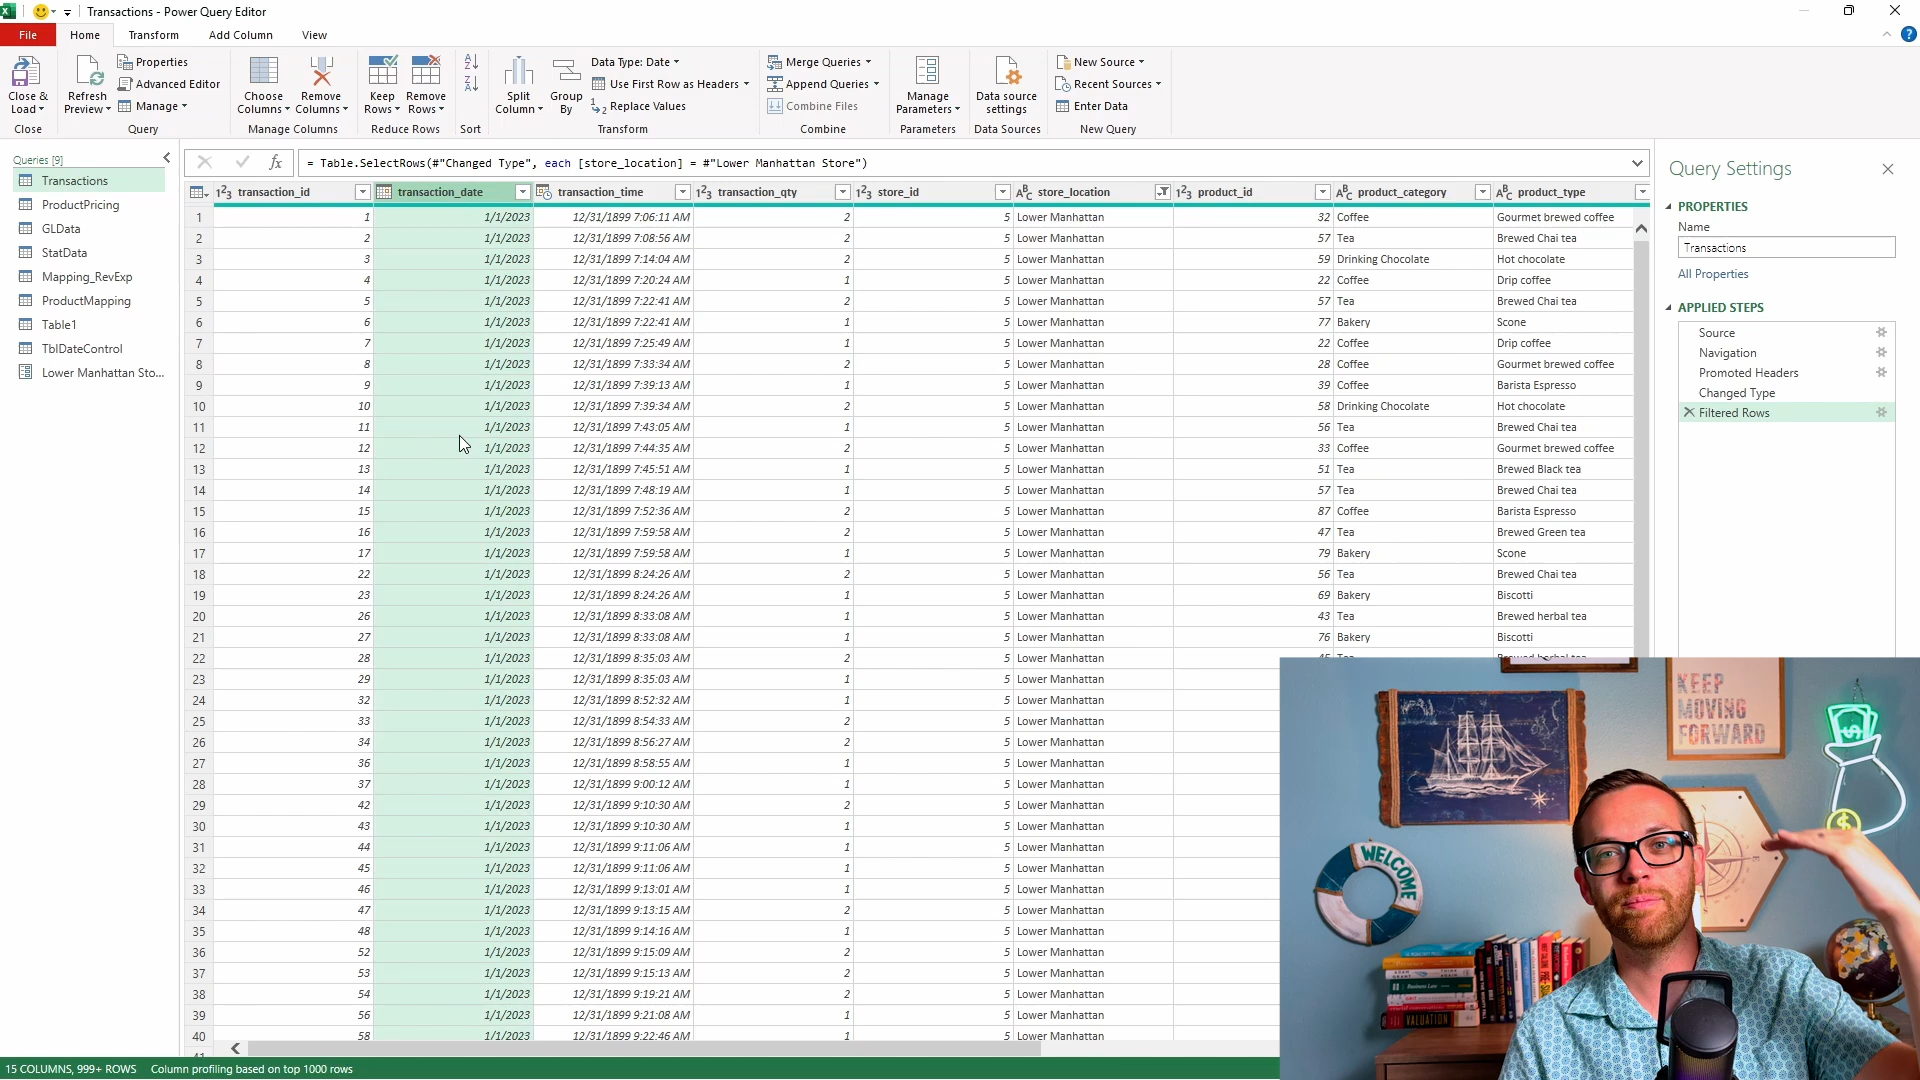 Transactions - Power Query Editor
File Home Transform Add Column View
Close & Load Close
Refresh Preview Properties Advanced Editor Manage Query
Choose Columns Remove Columns Manage Columns
Keep Rows Remove Rows Reduce Rows
Sort
Split Column Group By Data Type: Date Use First Row as Headers Replace Values Transform
Merge Queries Append Queries Combine Files Combine
Manage Parameters Parameters
Data source settings Data Sources
New Source Recent Sources Enter Data New Query
Queries [9]
Transactions
ProductPricing
GLData
StatData
Mapping_RevExp
ProductMapping
Table1
TblDateControl
Lower Manhattan Sto...
= Table.SelectRows(#"Changed Type", each [store_location] = #"Lower Manhattan Store")
transaction_id transaction_date transaction_time transaction_qty store_id store_location product_id product_category product_type
1 1 1/1/2023 12/31/1899 7:06:11 AM 2 5 Lower Manhattan 32 Coffee Gourmet brewed coffee
2 2 1/1/2023 12/31/1899 7:08:56 AM 2 5 Lower Manhattan 57 Tea Brewed Chai tea
3 3 1/1/2023 12/31/1899 7:14:04 AM 2 5 Lower Manhattan 59 Drinking Chocolate Hot chocolate
4 4 1/1/2023 12/31/1899 7:20:24 AM 1 5 Lower Manhattan 22 Coffee Drip coffee
5 5 1/1/2023 12/31/1899 7:22:41 AM 2 5 Lower Manhattan 57 Tea Brewed Chai tea
6 6 1/1/2023 12/31/1899 7:22:41 AM 1 5 Lower Manhattan 77 Bakery Scone
7 7 1/1/2023 12/31/1899 7:25:49 AM 1 5 Lower Manhattan 22 Coffee Drip coffee
8 8 1/1/2023 12/31/1899 7:33:34 AM 2 5 Lower Manhattan 28 Coffee Gourmet brewed coffee
9 9 1/1/2023 12/31/1899 7:39:13 AM 1 5 Lower Manhattan 39 Coffee Barista Espresso
10 10 1/1/2023 12/31/1899 7:39:34 AM 2 5 Lower Manhattan 58 Drinking Chocolate Hot chocolate
11 11 1/1/2023 12/31/1899 7:43:05 AM 1 5 Lower Manhattan 56 Tea Brewed Chai tea
12 12 1/1/2023 12/31/1899 7:44:35 AM 2 5 Lower Manhattan 33 Coffee Gourmet brewed coffee
13 13 1/1/2023 12/31/1899 7:45:51 AM 1 5 Lower Manhattan 51 Tea Brewed Black tea
14 14 1/1/2023 12/31/1899 7:48:19 AM 1 5 Lower Manhattan 57 Tea Brewed Chai tea
15 15 1/1/2023 12/31/1899 7:52:36 AM 2 5 Lower Manhattan 87 Coffee Barista Espresso
16 16 1/1/2023 12/31/1899 7:59:58 AM 2 5 Lower Manhattan 47 Tea Brewed Green tea
17 17 1/1/2023 12/31/1899 7:59:58 AM 1 5 Lower Manhattan 79 Bakery Scone
18 22 1/1/2023 12/31/1899 8:24:26 AM 2 5 Lower Manhattan 56 Tea Brewed Chai tea
19 23 1/1/2023 12/31/1899 8:24:26 AM 1 5 Lower Manhattan 69 Bakery Biscotti
20 26 1/1/2023 12/31/1899 8:33:08 AM 1 5 Lower Manhattan 43 Tea Brewed herbal tea
21 27 1/1/2023 12/31/1899 8:33:08 AM 1 5 Lower Manhattan 76 Bakery Biscotti
22 28 1/1/2023 12/31/1899 8:35:03 AM 2 5 Lower Manhattan
23 29 1/1/2023 12/31/1899 8:35:03 AM 1 5 Lower Manhattan
24 32 1/1/2023 12/31/1899 8:52:32 AM 1 5 Lower Manhattan
25 33 1/1/2023 12/31/1899 8:54:33 AM 2 5 Lower Manhattan
26 34 1/1/2023 12/31/1899 8:56:27 AM 2 5 Lower Manhattan
27 36 1/1/2023 12/31/1899 8:58:55 AM 1 5 Lower Manhattan
28 37 1/1/2023 12/31/1899 9:00:12 AM 1 5 Lower Manhattan
29 42 1/1/2023 12/31/1899 9:10:30 AM 2 5 Lower Manhattan
30 43 1/1/2023 12/31/1899 9:10:30 AM 1 5 Lower Manhattan
31 44 1/1/2023 12/31/1899 9:11:06 AM 1 5 Lower Manhattan
32 45 1/1/2023 12/31/1899 9:11:06 AM 1 5 Lower Manhattan
33 46 1/1/2023 12/31/1899 9:13:01 AM 1 5 Lower Manhattan
34 47 1/1/2023 12/31/1899 9:13:15 AM 2 5 Lower Manhattan
35 48 1/1/2023 12/31/1899 9:14:16 AM 1 5 Lower Manhattan
36 52 1/1/2023 12/31/1899 9:15:09 AM 2 5 Lower Manhattan
37 53 1/1/2023 12/31/1899 9:15:13 AM 2 5 Lower Manhattan
38 54 1/1/2023 12/31/1899 9:19:21 AM 2 5 Lower Manhattan
39 56 1/1/2023 12/31/1899 9:21:08 AM 1 5 Lower Manhattan
40 58 1/1/2023 12/31/1899 9:22:46 AM 1 5 Lower Manhattan
Query Settings
PROPERTIES
Name
Transactions
All Properties
APPLIED STEPS
Source
Navigation
Promoted Headers
Changed Type
Filtered Rows
KEEP
MOVING
FORWARD
WELCOME
Business Law
VALUATION
15 COLUMNS, 999+ ROWS Column profiling based on top 1000 rows